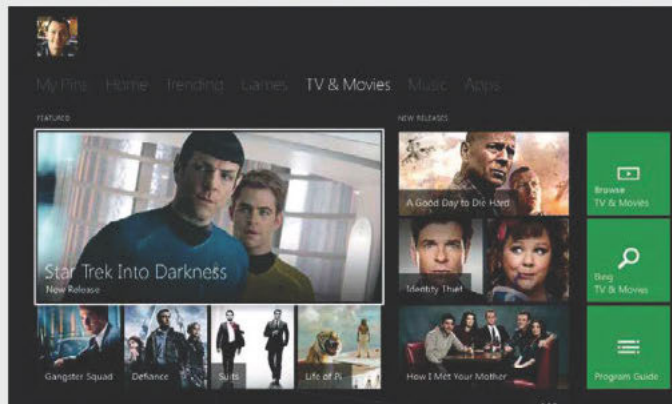 My Pins Home Trending Games TV & Movies Music Apps
FEATURED
Star Trek Into Darkness
New Release
Gangster Squad
Defiance
Suits
Life of Pi
NEW RELEASES
A Good Day to Die Hard
Identity Thief
How I Met Your Mother
Browse
TV & Movies
Bing
TV & Movies
Program Guide